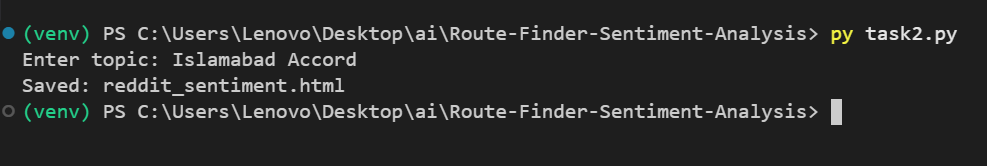 (venv) PS C:\Users\Lenovo\Desktop\ai\Route-Finder-Sentiment-Analysis> py task2.py
Enter topic: Islamabad Accord
Saved: reddit_sentiment.html
(venv) PS C:\Users\Lenovo\Desktop\ai\Route-Finder-Sentiment-Analysis>